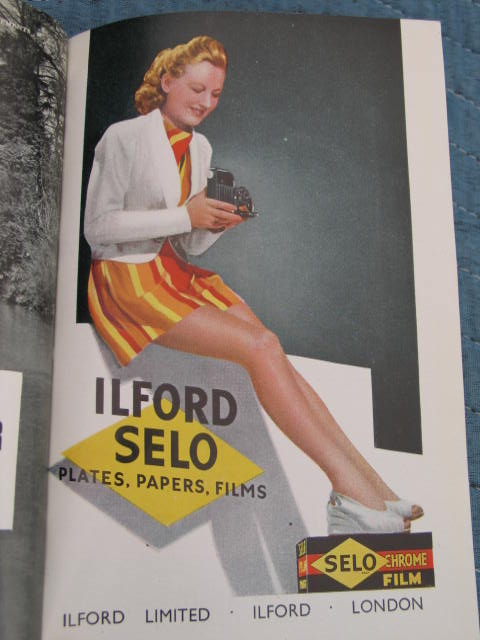 ILFORD
SELO
PLATES, PAPERS, FILMS
SELO CHROME
FILM
ILFORD LIMITED · ILFORD · LONDON